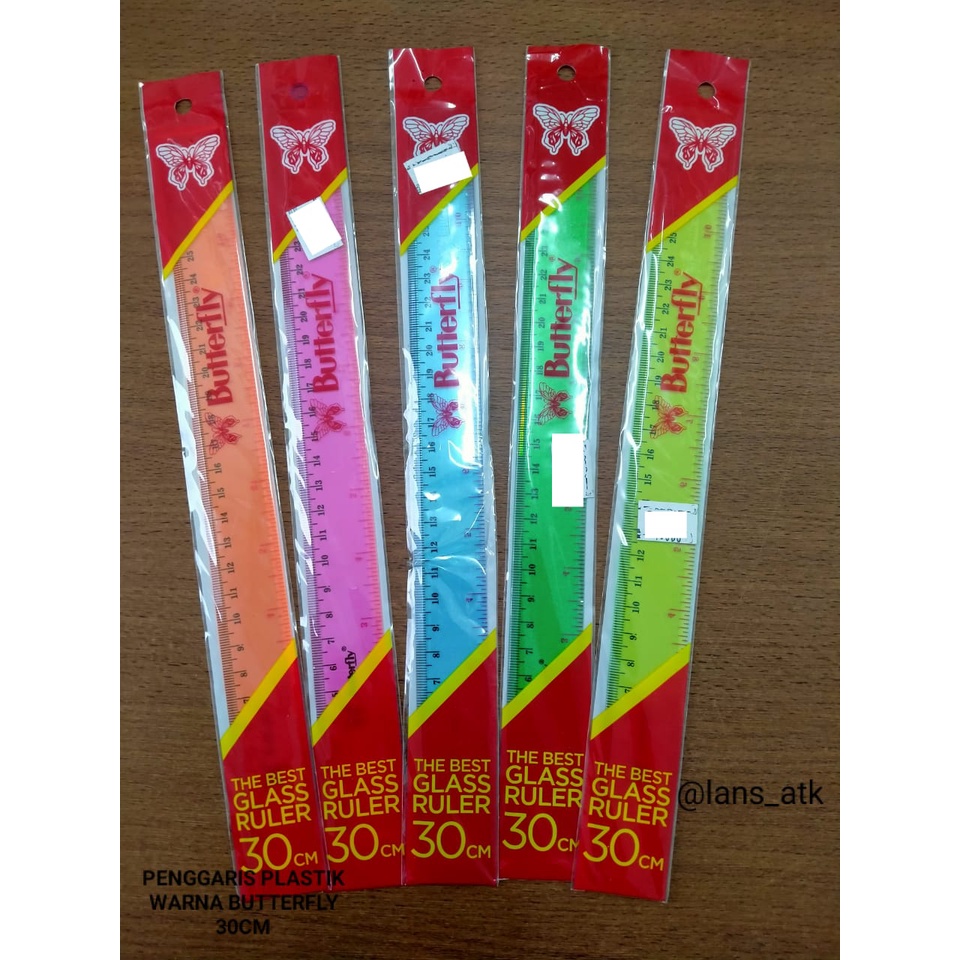 Butterfly
THE BEST
GLASS
RULER
30CM
Butterfly
THE BEST
GLASS
RULER
30CM
Butterfly
THE BEST
GLASS
RULER
30CM
Butterfly
THE BEST
GLASS
RULER
30CM
Butterfly
THE BEST
GLASS
RULER
30CM
@lans_atk
PENGGARIS PLASTIK
WARNA BUTTERFLY
30CM